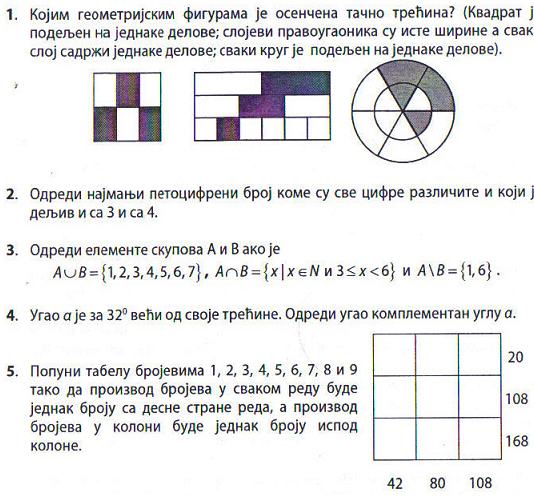 1. Којим геометријским фигурама је осенчена тачно трећина? (Квадрат ј
подељен на једнаке делове; слојеви правоугаоника су исте ширине а свак
слој садржи једнаке делове; сваки круг је подељен на једнаке делове).
2. Одреди најмањи петоцифрени број коме су све цифре различите и који ј
дељив и са 3 и са 4.
3. Одреди елементе скупова А и В ако је
A∪B={1,2,3,4,5,6,7}, A∩B={x|x∈N и 3≤x<6} и A\B={1,6}.
4. Угао α је за 32⁰ већи од своје трећине. Одреди угао комплементан углу α.
5. Попуни табелу бројевима 1, 2, 3, 4, 5, 6, 7, 8 и 9
тако да производ бројева у сваком реду буде
једнак броју са десне стране реда, а производ
бројева у колони буде једнак броју испод
колоне.
20
108
168
42 80 108